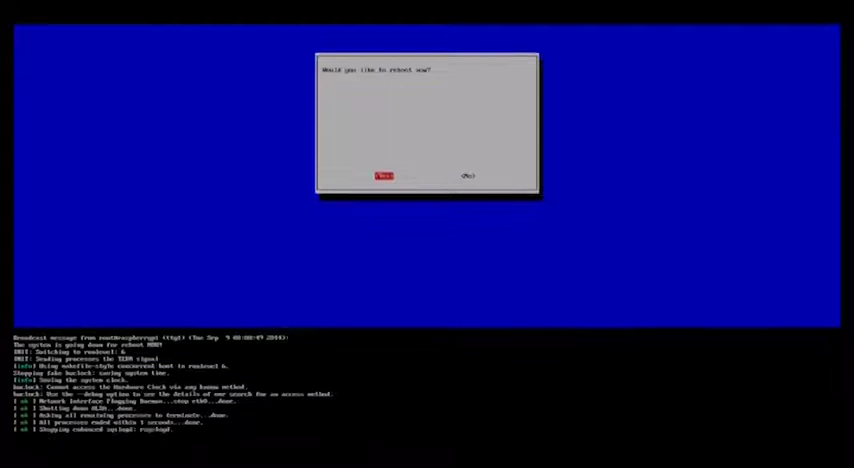 Would you like to reboot now?
<Yes>
<No>
Broadcast message from root@raspberrypi (tty1) (Tue Sep 9 00:00:49 2014):
The system is going down for reboot NOW!
INIT: Switching to runlevel: 6
INIT: Sending processes the TERM signal
[info] Using makefile-style concurrent boot in runlevel 6.
Stopping fake hwclock: saving system time.
[info] Saving the system clock.
hwclock: Cannot access the Hardware Clock via any known method.
hwclock: Use the --debug option to see the details of our search for an access method.
[ ok ] Network Interface Plugging Daemon...stop eth0...done.
[ ok ] Shutting down ALSA...done.
[ ok ] Asking all remaining processes to terminate...done.
[ ok ] All processes ended within 1 seconds...done.
[ ok ] Stopping enhanced syslogd: rsyslogd.